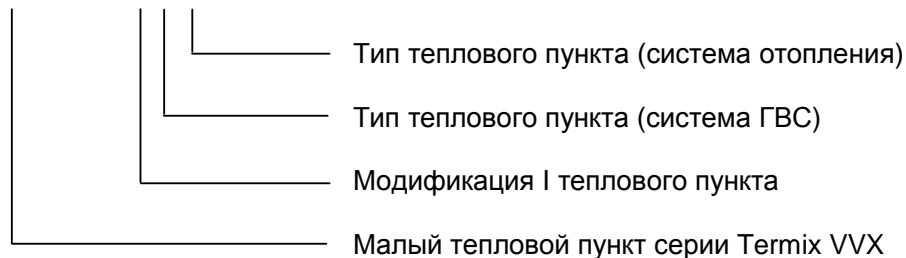 Тип теплового пункта (система отопления)
Тип теплового пункта (система ГВС)
Модификация I теплового пункта
Малый тепловой пункт серии Termix VVX